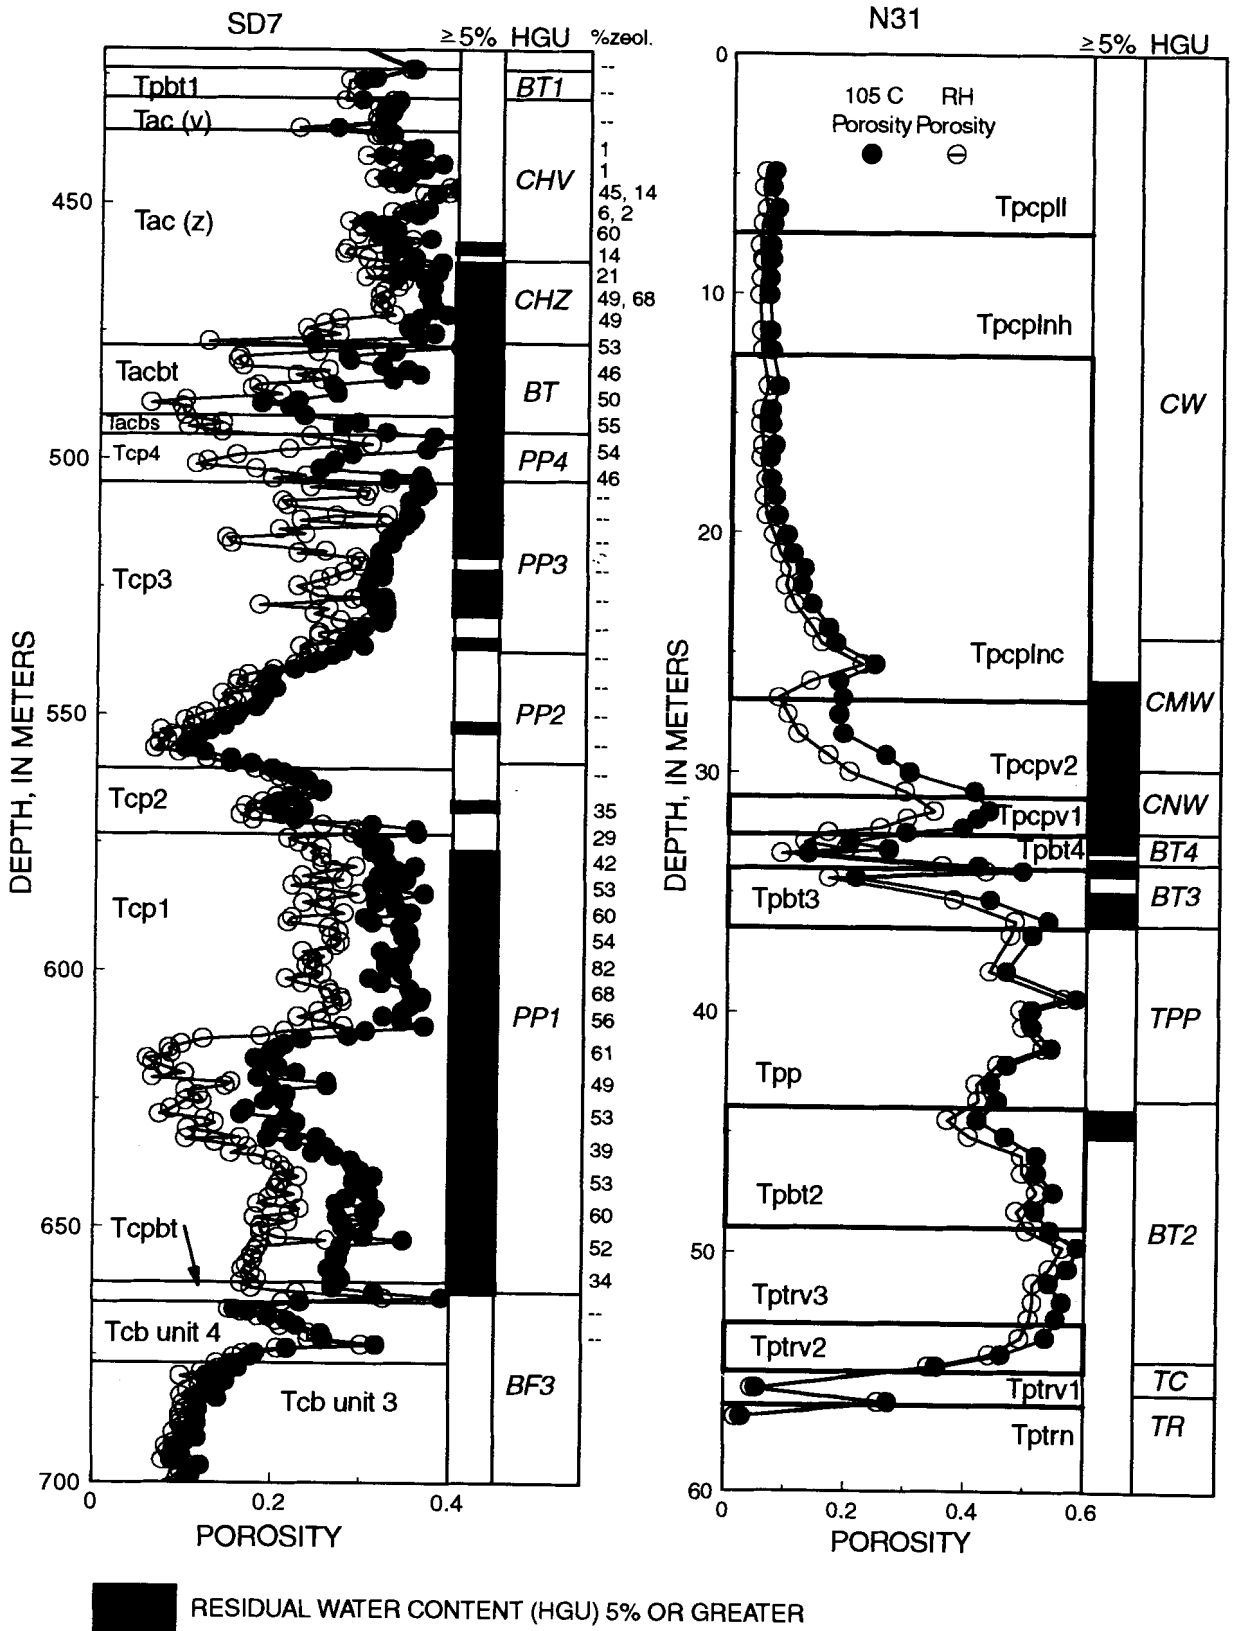 SD7
≥5% HGU %zeol.
Tpbt1
Tac (v)
Tac (z)
Tacbt
Tacbs
Tcp4
Tcp3
Tcp2
Tcp1
Tcpbt
Tcb unit 4
Tcb unit 3
BT1
CHV
CHZ
BT
PP4
PP3
PP2
PP1
BF3
--
--
--
1
1
45, 14
6, 2
60
14
21
49, 68
49
53
46
50
55
54
46
--
--
--
--
--
--
--
--
--
--
35
29
42
53
60
54
82
68
56
61
49
53
39
53
60
52
34
--
--
450
500
550
600
650
700
DEPTH, IN METERS
0 0.2 0.4
POROSITY
N31
≥5% HGU
105 C RH
Porosity Porosity
Tpcpll
Tpcplnh
Tpcplnc
Tpcpv2
Tpcpv1
Tpbt4
Tpbt3
Tpp
Tpbt2
Tptrv3
Tptrv2
Tptrv1
Tptrn
CW
CMW
CNW
BT4
BT3
TPP
BT2
TC
TR
0
10
20
30
40
50
60
DEPTH, IN METERS
0 0.2 0.4 0.6
POROSITY
RESIDUAL WATER CONTENT (HGU) 5% OR GREATER